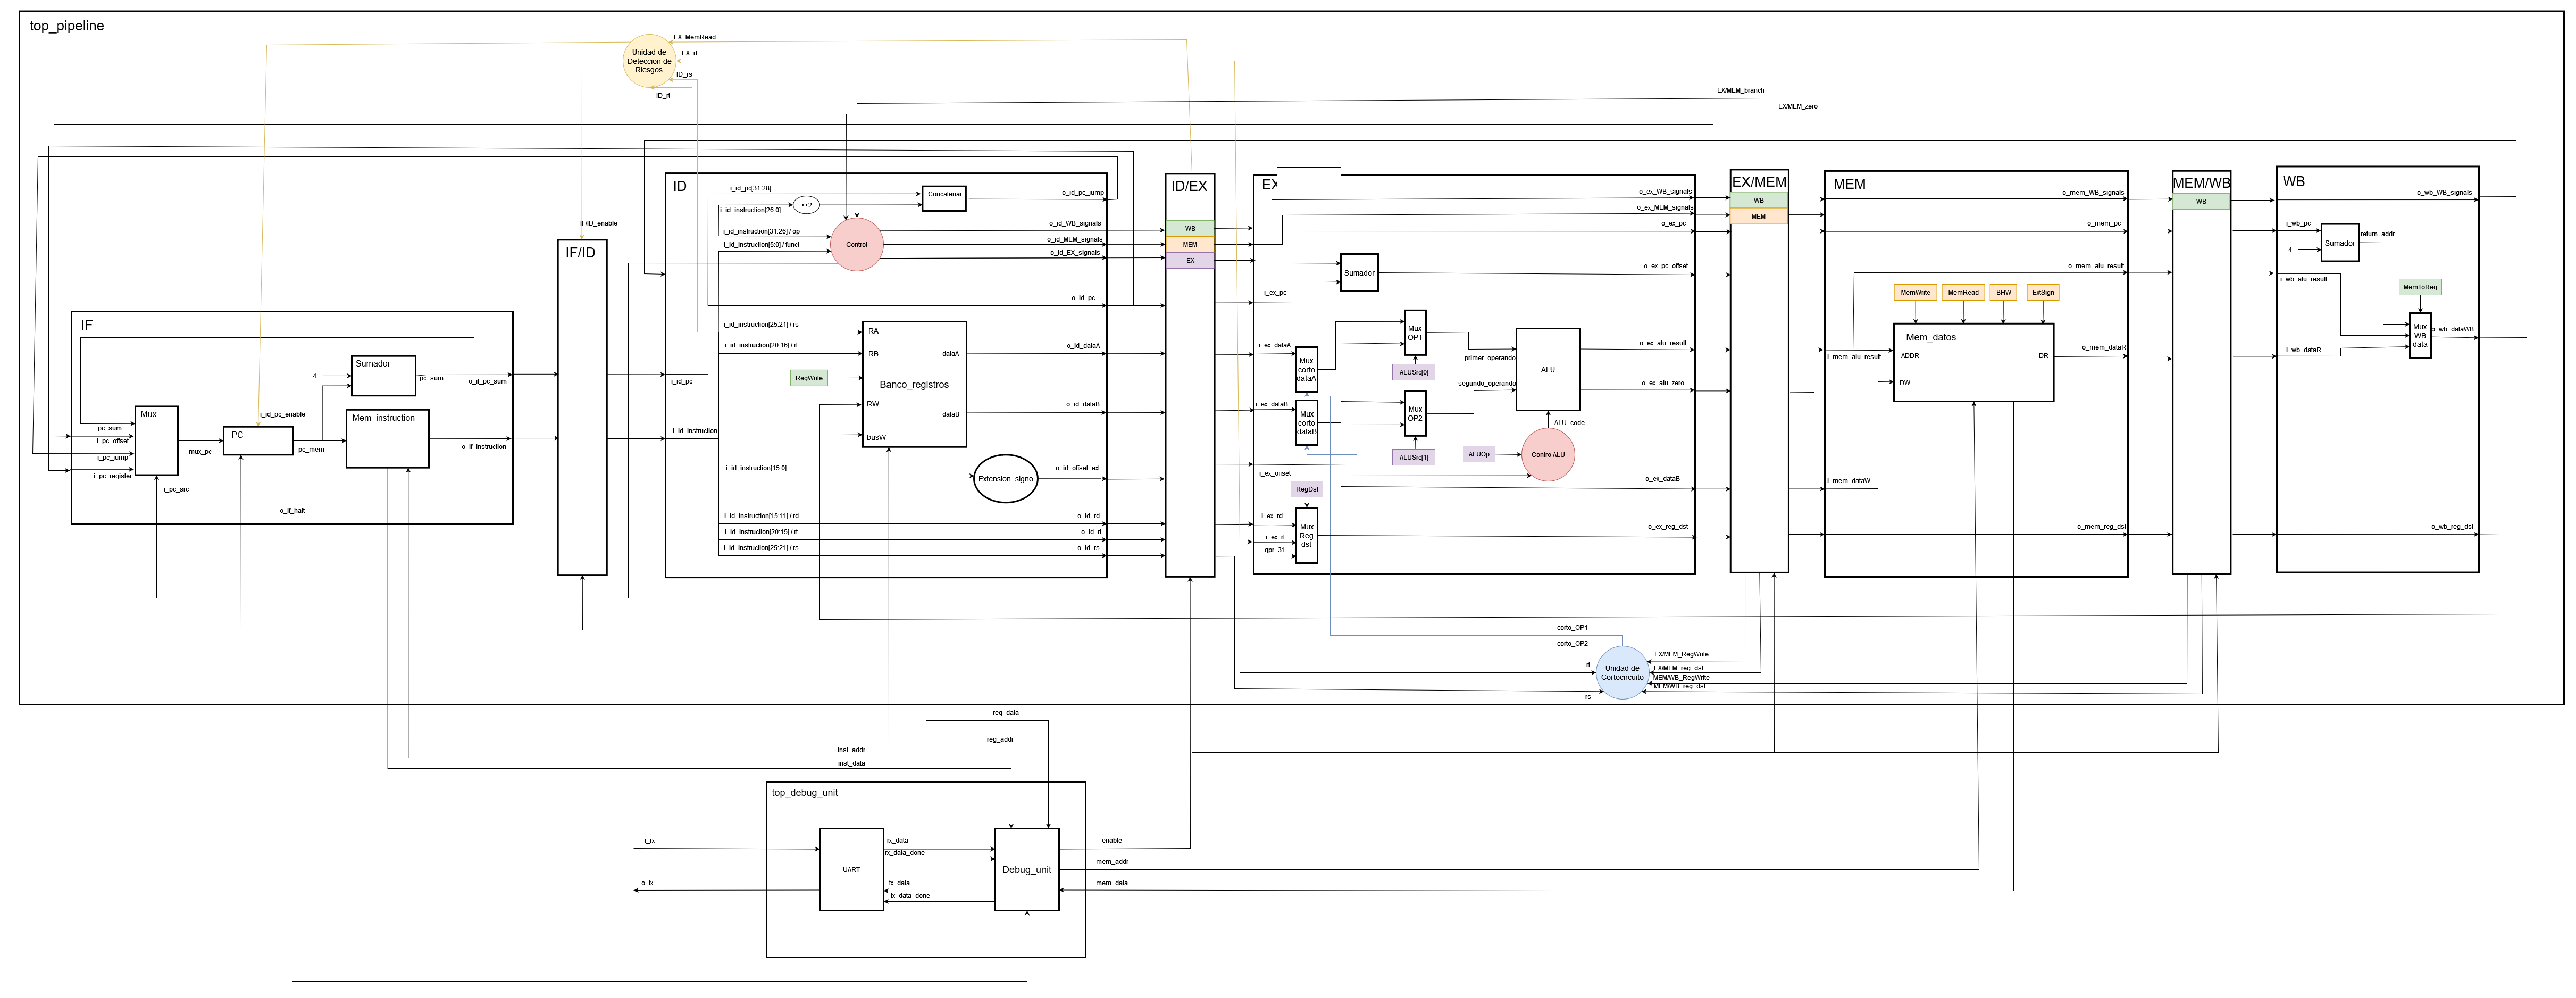 top_pipeline
Unidad de
Deteccion de
Riesgos
EX_MemRead
EX_rt
ID_rs
ID_rt
EX/MEM_branch
EX/MEM_zero
IF/ID_enable
IF
Sumador
4
pc_sum
o_if_pc_sum
Mux
pc_sum
i_pc_offset
i_pc_jump
i_pc_register
i_pc_src
mux_pc
i_id_pc_enable
PC
pc_mem
Mem_instruction
o_if_instruction
o_if_halt
IF/ID
ID
i_id_pc[31:28]
i_id_instruction[26:0]
<<2
Concatenar
o_id_pc_jump
i_id_instruction[31:26] / op
i_id_instruction[5:0] / funct
Control
o_id_WB_signals
o_id_MEM_signals
o_id_EX_signals
o_id_pc
i_id_pc
i_id_instruction
i_id_instruction[25:21] / rs
i_id_instruction[20:16] / rt
RegWrite
RA
RB
RW
busW
Banco_registros
dataA
dataB
o_id_dataA
o_id_dataB
i_id_instruction[15:0]
Extension_signo
o_id_offset_ext
i_id_instruction[15:11] / rd
i_id_instruction[20:15] / rt
i_id_instruction[25:21] / rs
o_id_rd
o_id_rt
o_id_rs
ID/EX
WB
MEM
EX
EX
o_ex_WB_signals
o_ex_MEM_signals
o_ex_pc
Sumador
o_ex_pc_offset
i_ex_pc
i_ex_dataA
i_ex_dataB
i_ex_offset
Mux
corto
dataA
Mux
corto
dataB
Mux
OP1
ALUSrc[0]
Mux
OP2
ALUSrc[1]
primer_operando
segundo_operando
ALU
ALU_code
ALUOp
Contro ALU
o_ex_alu_result
o_ex_alu_zero
o_ex_dataB
RegDst
i_ex_rd
i_ex_rt
gpr_31
Mux
Reg
dst
o_ex_reg_dst
EX/MEM
WB
MEM
MEM
o_mem_WB_signals
o_mem_pc
o_mem_alu_result
MemWrite
MemRead
BHW
ExtSign
Mem_datos
ADDR
DR
DW
i_mem_alu_result
o_mem_dataR
i_mem_dataW
o_mem_reg_dst
MEM/WB
WB
WB
o_wb_WB_signals
i_wb_pc
4
Sumador
return_addr
i_wb_alu_result
MemToReg
Mux
WB
data
o_wb_dataWB
i_wb_dataR
o_wb_reg_dst
corto_OP1
corto_OP2
Unidad de
Cortocircuito
rt
rs
EX/MEM_RegWrite
EX/MEM_reg_dst
MEM/WB_RegWrite
MEM/WB_reg_dst
reg_data
reg_addr
inst_addr
inst_data
top_debug_unit
i_rx
o_tx
UART
rx_data
rx_data_done
tx_data
tx_data_done
Debug_unit
enable
mem_addr
mem_data